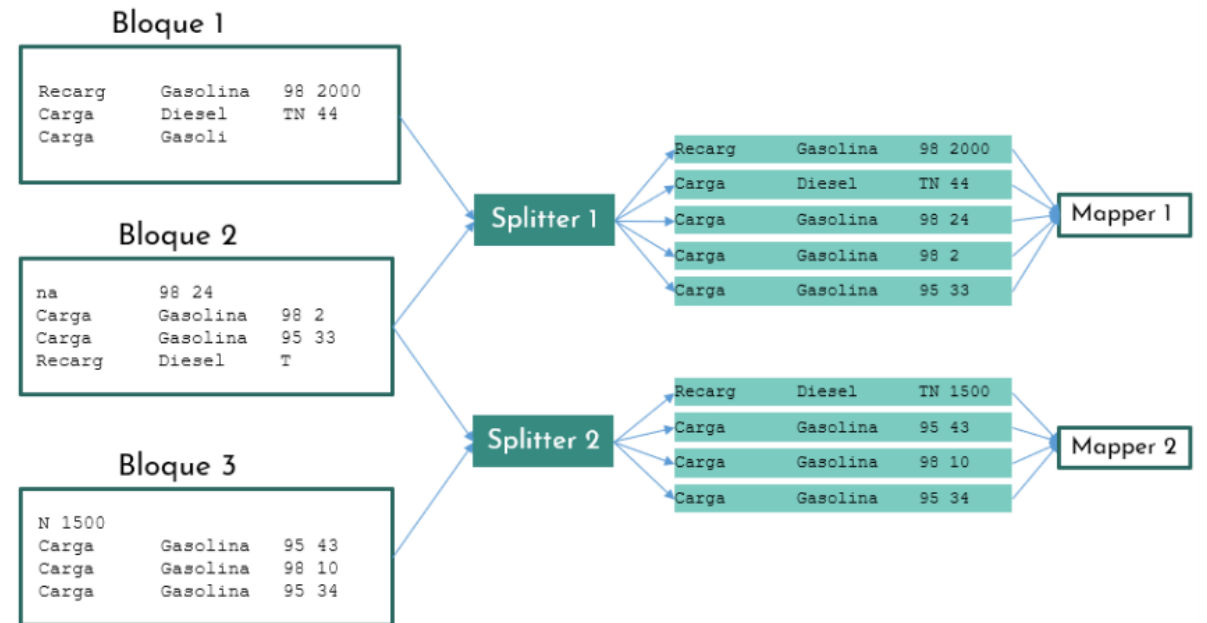 Bloque 1
Recarg Gasolina 98 2000
Carga Diesel TN 44
Carga Gasoli
Bloque 2
na 98 24
Carga Gasolina 98 2
Carga Gasolina 95 33
Recarg Diesel T
Bloque 3
N 1500
Carga Gasolina 95 43
Carga Gasolina 98 10
Carga Gasolina 95 34
Splitter 1
Splitter 2
Recarg Gasolina 98 2000
Carga Diesel TN 44
Carga Gasolina 98 24
Carga Gasolina 98 2
Carga Gasolina 95 33
Recarg Diesel TN 1500
Carga Gasolina 95 43
Carga Gasolina 98 10
Carga Gasolina 95 34
Mapper 1
Mapper 2